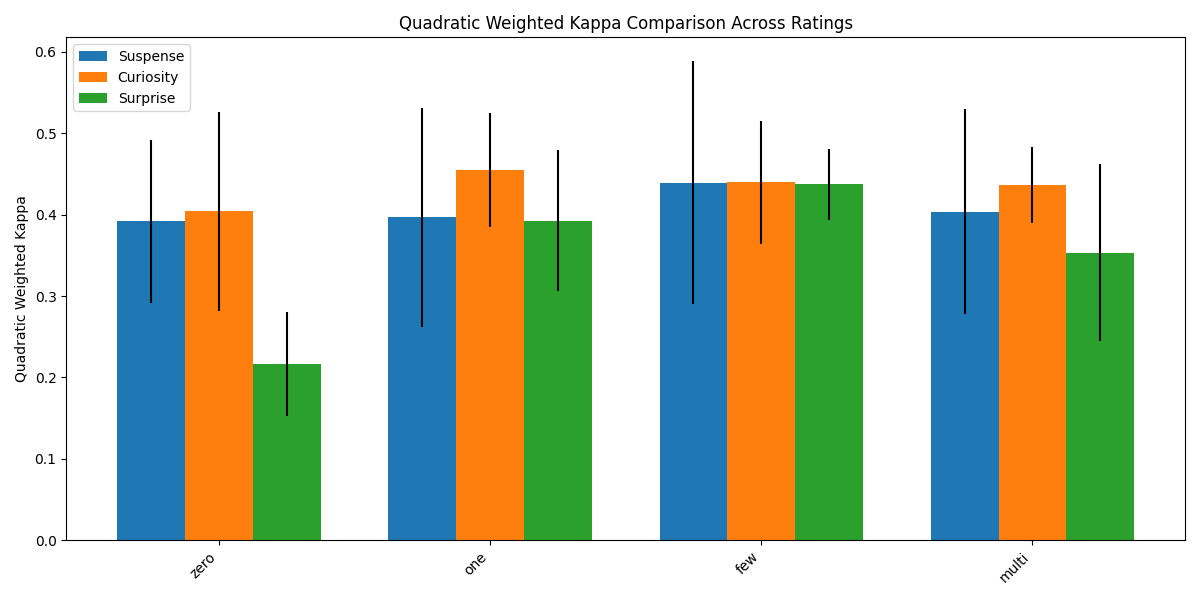 Quadratic Weighted Kappa Comparison Across Ratings
Suspense
Curiosity
Surprise
Quadratic Weighted Kappa
0.6
0.5
0.4
0.3
0.2
0.1
0.0
zero
one
few
multi